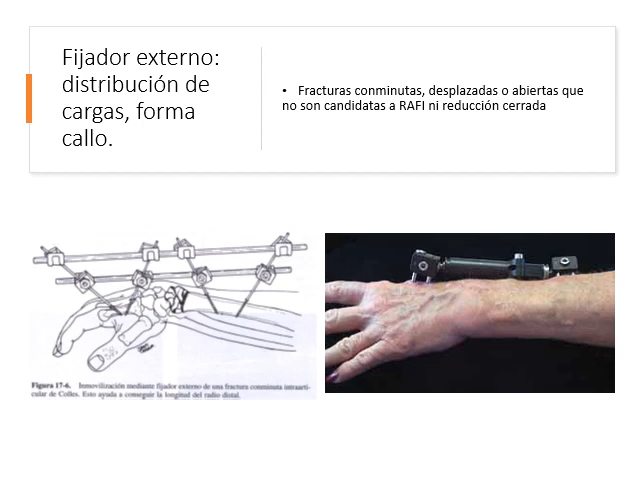 Fijador externo:
distribución de
cargas, forma
callo.
• Fracturas conminutas, desplazadas o abiertas que
no son candidatas a RAFI ni reducción cerrada
Figura 17-6. Inmovilización mediante fijador externo de una fractura conminuta intraarti-
cular de Colles. Esto ayuda a conseguir la longitud del radio distal.